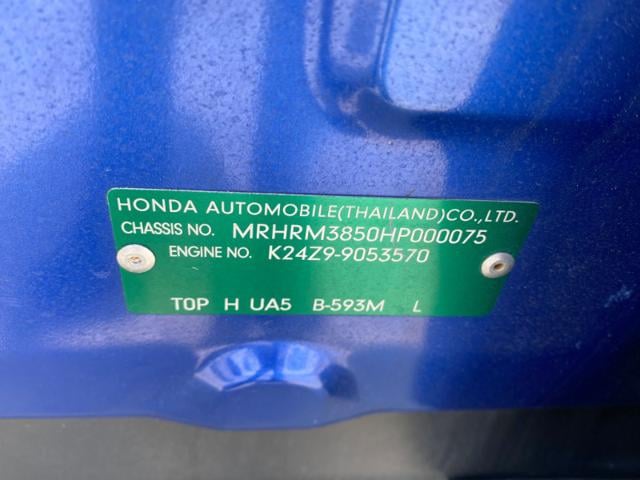 HONDA AUTOMOBILE(THAILAND)CO.,LTD.
CHASSIS NO. MRHRM3850HP000075
ENGINE NO. K24Z9-9053570
TOP H UA5 B-593M L